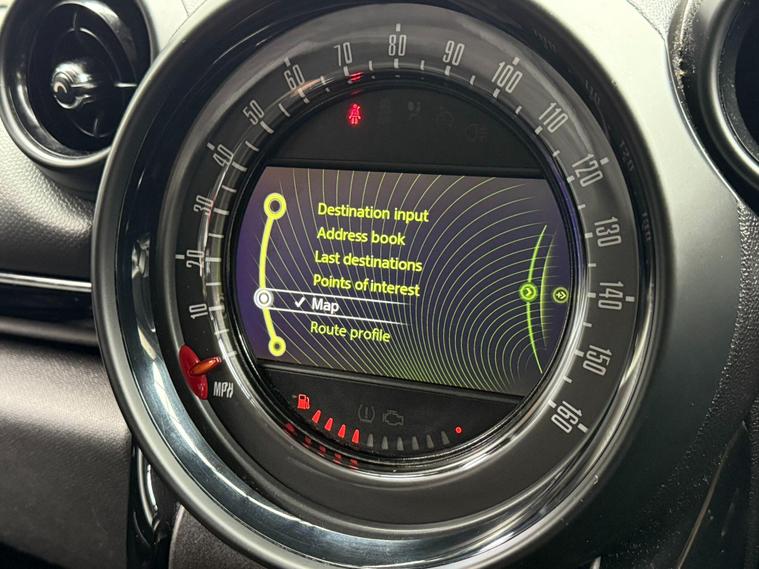 10
20
30
40
50
60
70
80
90
100
110
120
130
140
150
160
MPH
Destination input
Address book
Last destinations
Points of interest
Map
Route profile